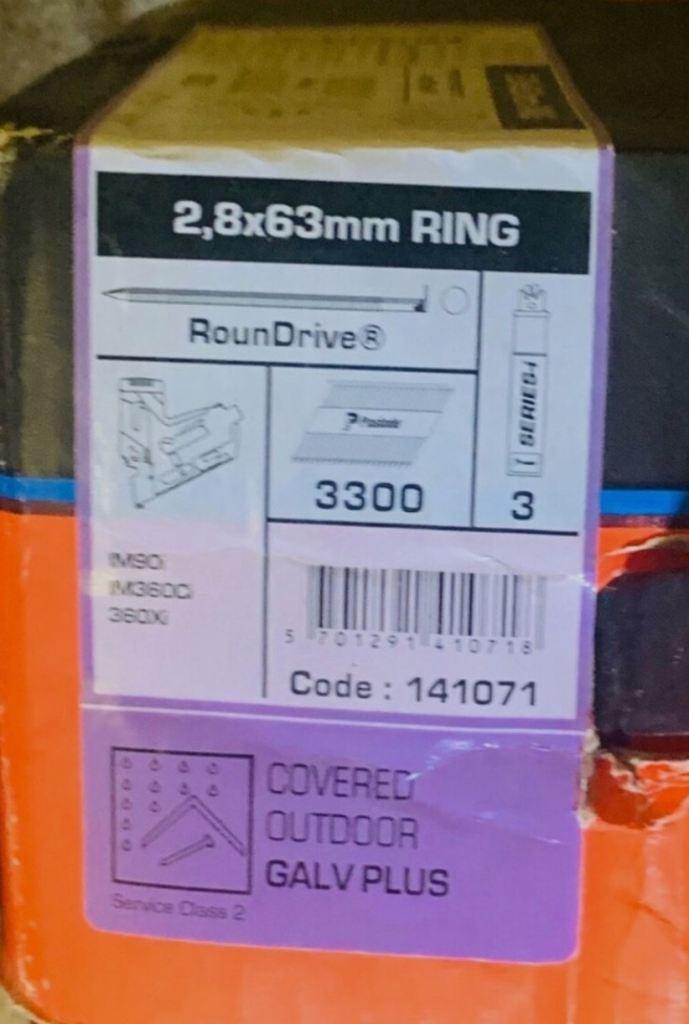 2,8x63mm RING
RounDrive®
Paslode
i SERIES
3300
3
IM90i
IM360Ci
360Xi
5 701291 410718
Code : 141071
COVERED
OUTDOOR
GALV PLUS
Service Class 2